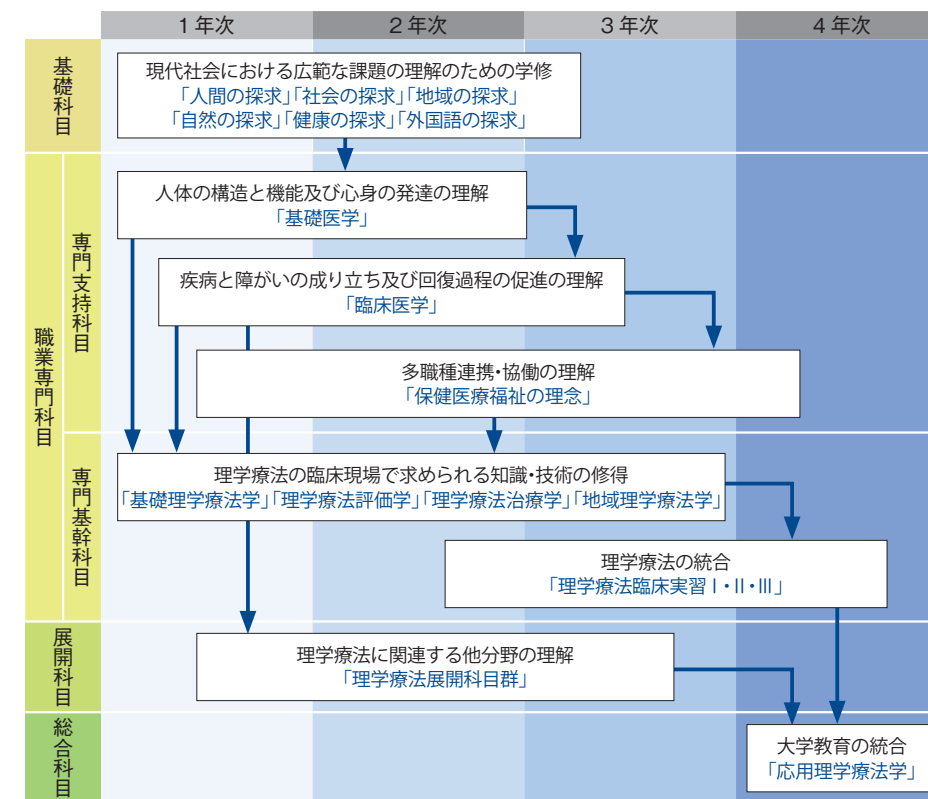 1年次
2年次
3年次
4年次
基礎科目
現代社会における広範な課題の理解のための学修
「人間の探求」「社会の探求」「地域の探求」
「自然の探求」「健康の探求」「外国語の探求」
職業専門科目
専門支持科目
人体の構造と機能及び心身の発達の理解
「基礎医学」
疾病と障がいの成り立ち及び回復過程の促進の理解
「臨床医学」
多職種連携・協働の理解
「保健医療福祉の理念」
専門基幹科目
理学療法の臨床現場で求められる知識・技術の修得
「基礎理学療法学」「理学療法評価学」「理学療法治療学」「地域理学療法学」
理学療法の統合
「理学療法臨床実習Ⅰ・Ⅱ・Ⅲ」
展開科目
理学療法に関連する他分野の理解
「理学療法展開科目群」
総合科目
大学教育の統合
「応用理学療法学」